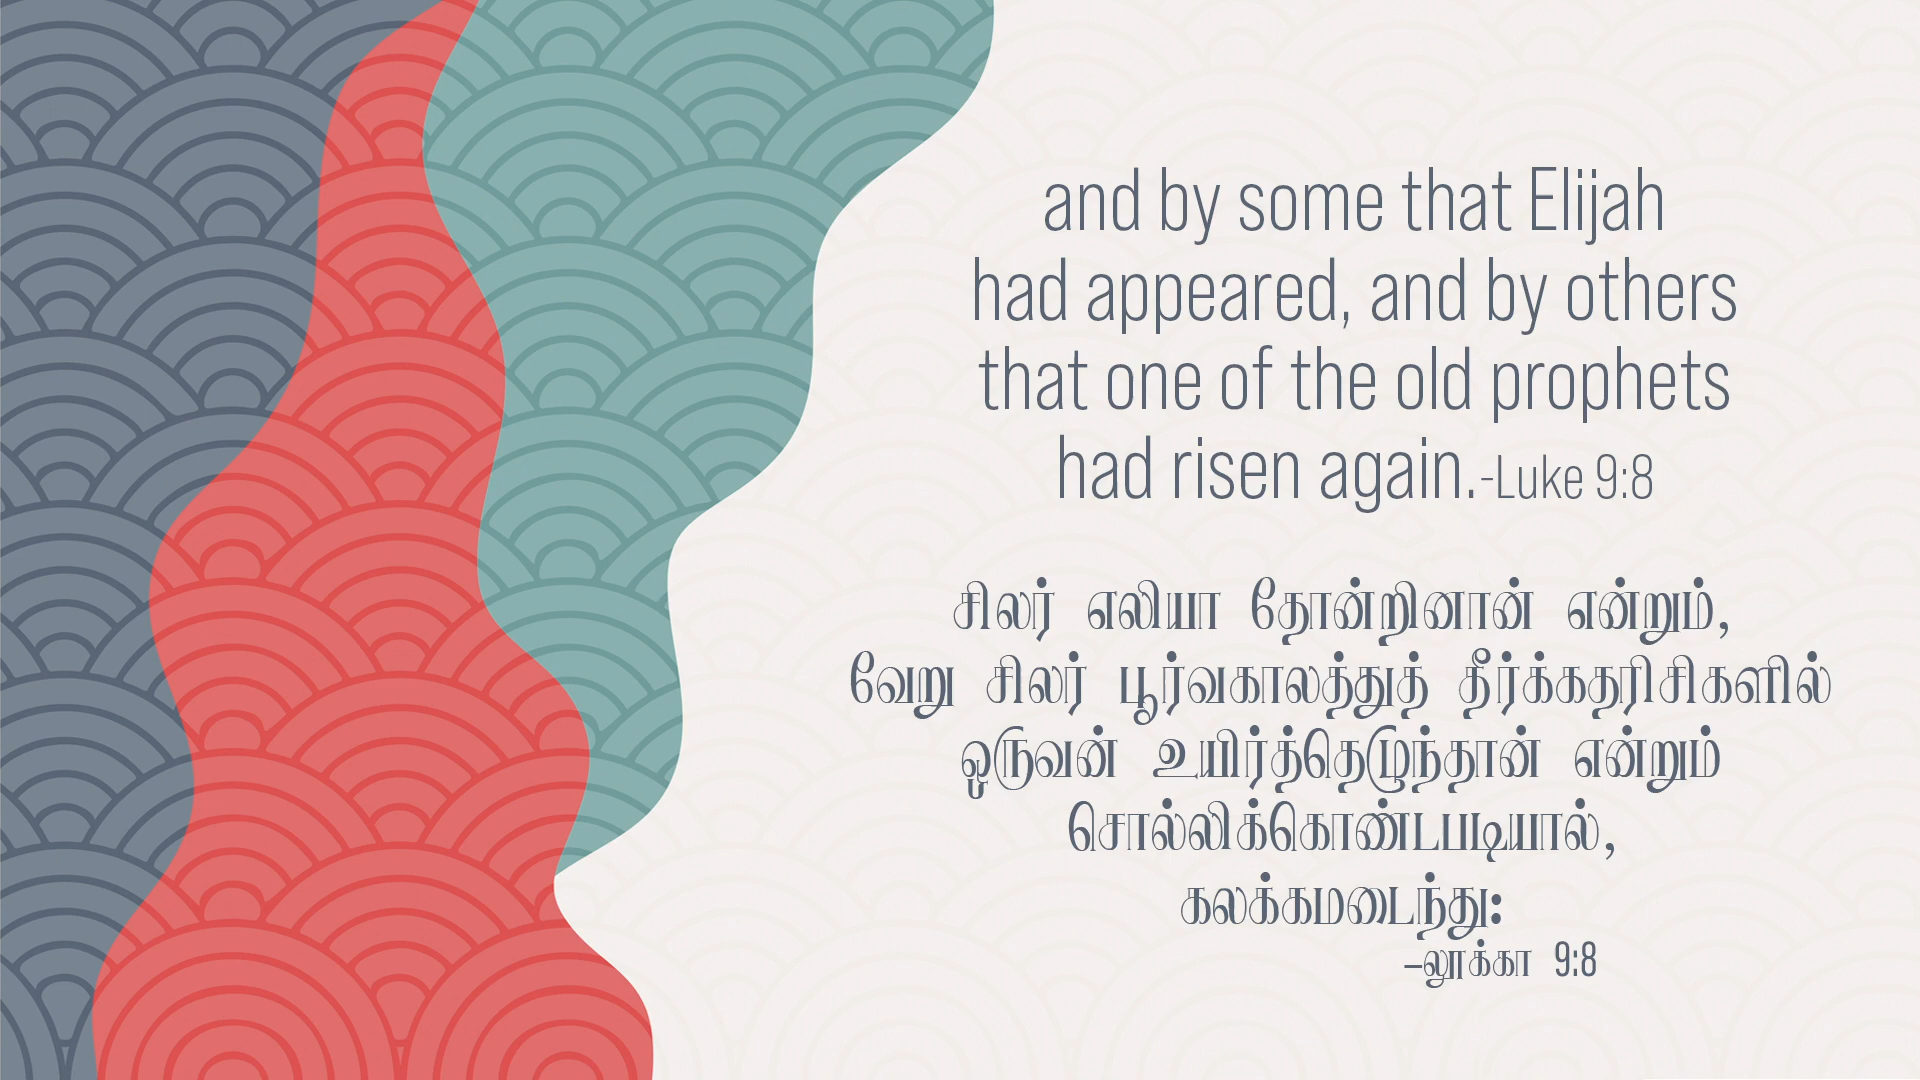 and by some that Elijah
had appeared, and by others
that one of the old prophets
had risen again.-Luke 9:8
சிலர் எலியா தோன்றினான் என்றும்,
வேறு சிலர் பூர்வகாலத்துத் தீர்க்கதரிசிகளில்
ஒருவன் உயிர்த்தெழுந்தான் என்றும்
சொல்லிக்கொண்டபடியால்,
கலக்கமடைந்து:
-லூக்கா 9:8